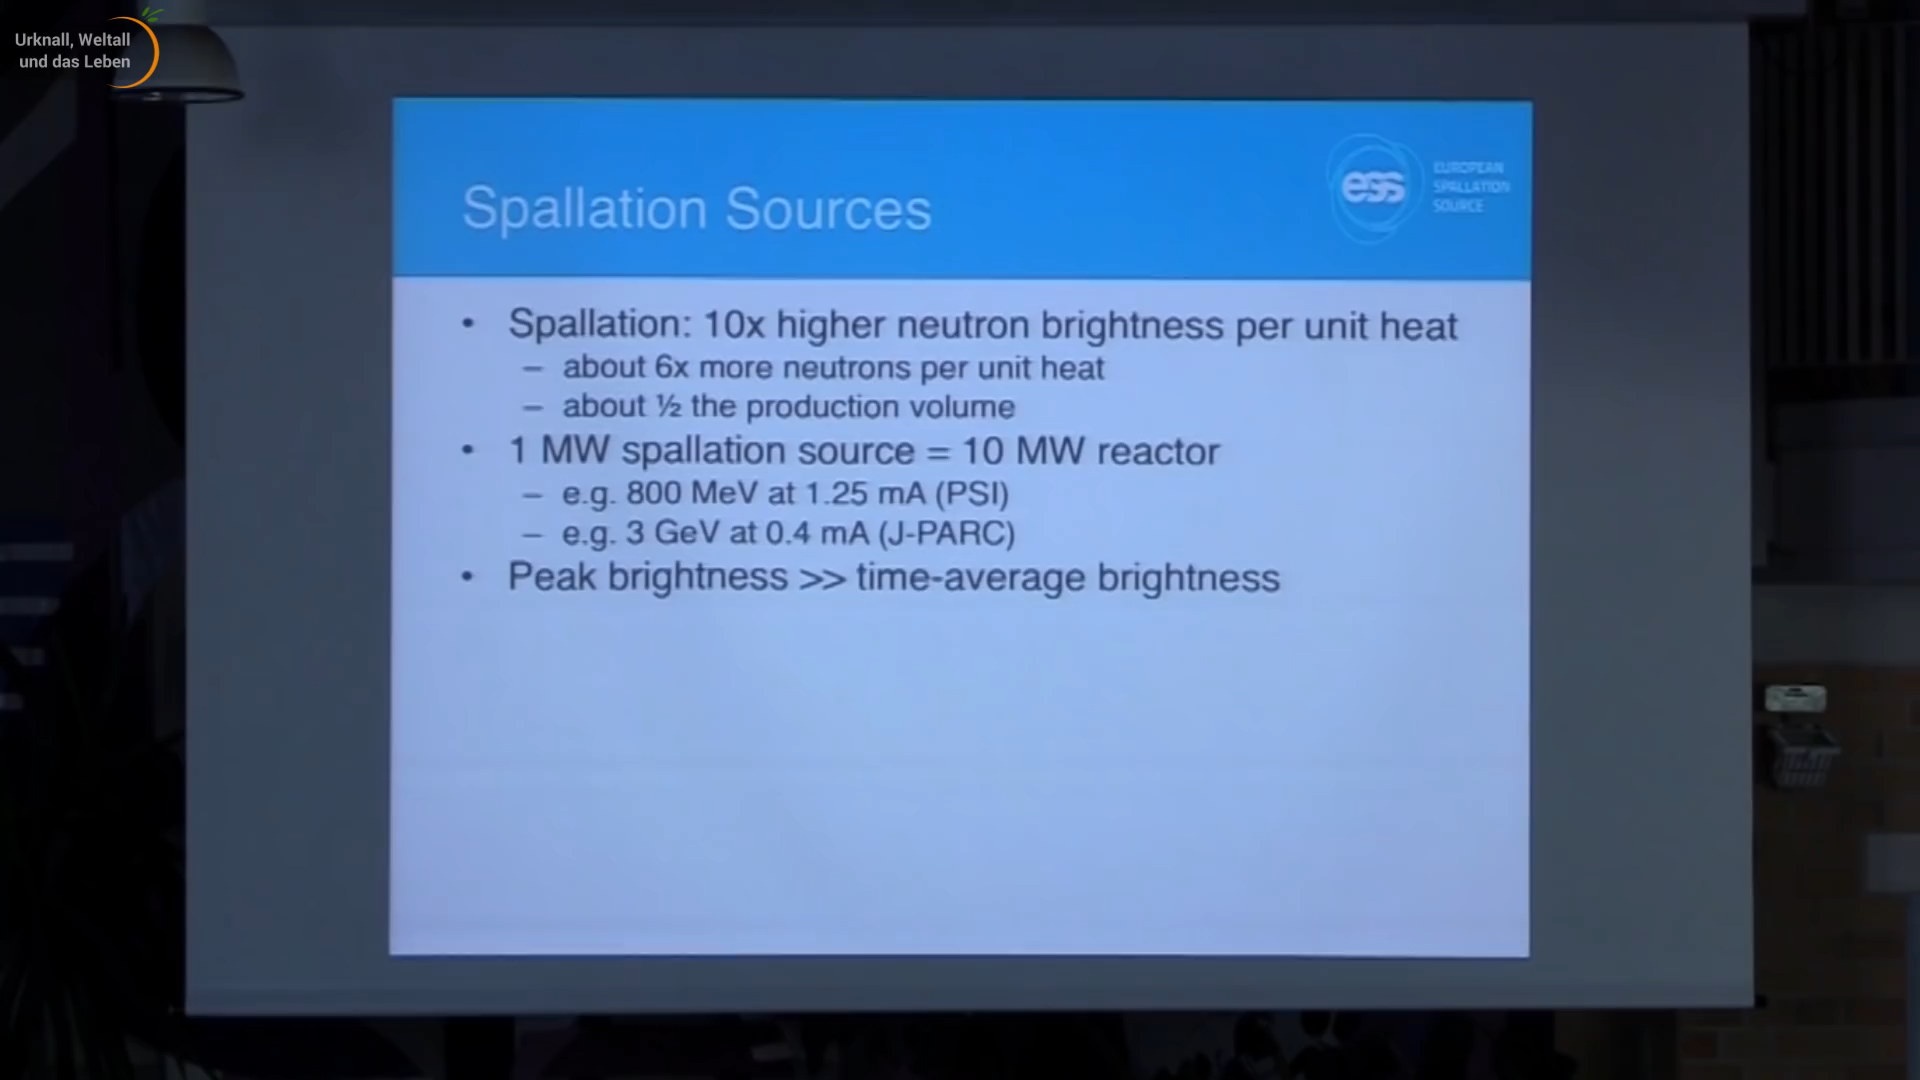 Urknall, Weltall
und das Leben
Spallation Sources
ess
EUROPEAN
SPALLATION
SOURCE
• Spallation: 10x higher neutron brightness per unit heat
– about 6x more neutrons per unit heat
– about ½ the production volume
• 1 MW spallation source = 10 MW reactor
– e.g. 800 MeV at 1.25 mA (PSI)
– e.g. 3 GeV at 0.4 mA (J-PARC)
• Peak brightness >> time-average brightness